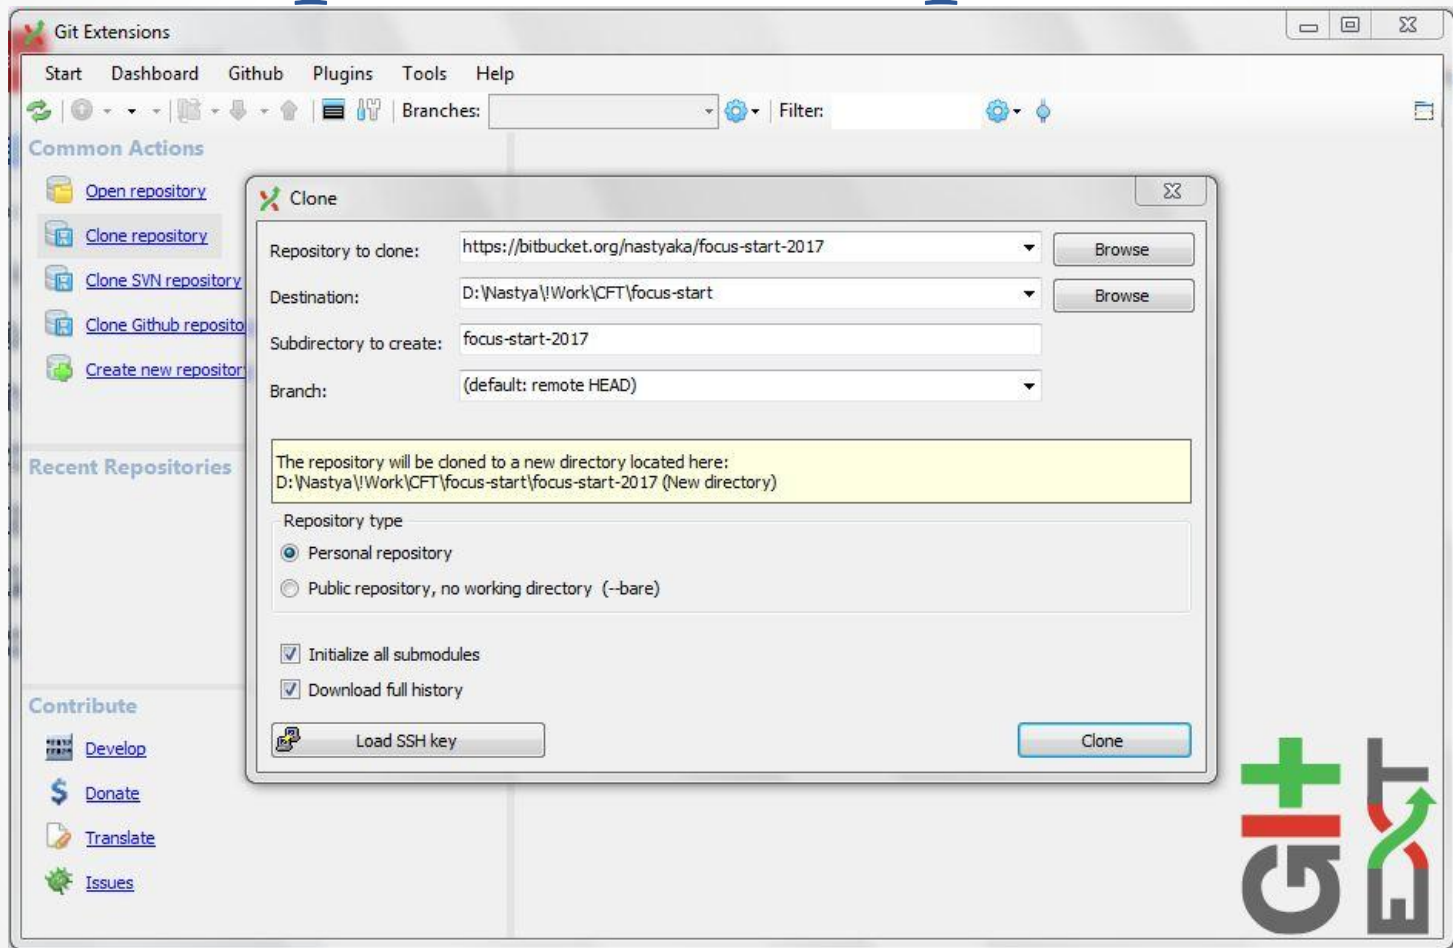 Git Extensions
Start Dashboard Github Plugins Tools Help
Branches: Filter:
Common Actions
Open repository
Clone repository
Clone SVN repository
Clone Github reposito
Create new repositor
Recent Repositories
Contribute
Develop
Donate
Translate
Issues
Clone
Repository to clone: https://bitbucket.org/nastyaka/focus-start-2017 Browse
Destination: D:\Nastya\!Work\CFT\focus-start Browse
Subdirectory to create: focus-start-2017
Branch: (default: remote HEAD)
The repository will be cloned to a new directory located here:
D:\Nastya\!Work\CFT\focus-start\focus-start-2017 (New directory)
Repository type
Personal repository
Public repository, no working directory (--bare)
Initialize all submodules
Download full history
Load SSH key Clone
GIT
EXT